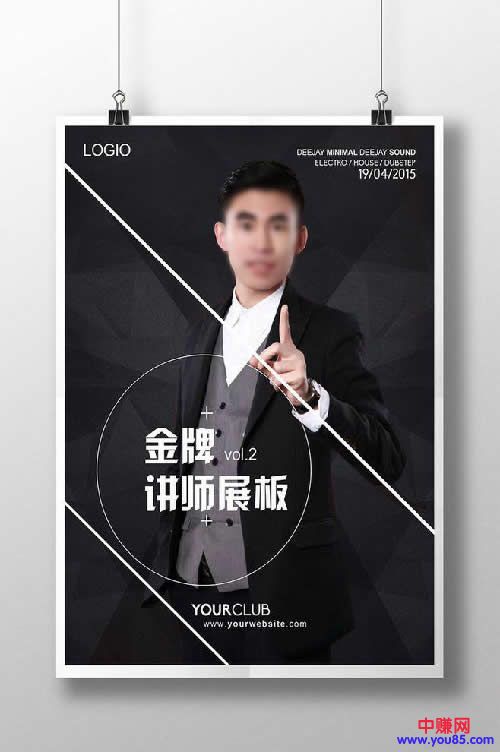 LOGIO
DEEJAY MINIMAL DEEJAY SOUND
ELECTRO / HOUSE / DUBSTEP
19/04/2015
金牌 vol.2
讲师展板
YOURCLUB
www.yourwebsite.com
中赚网
www.you85.com